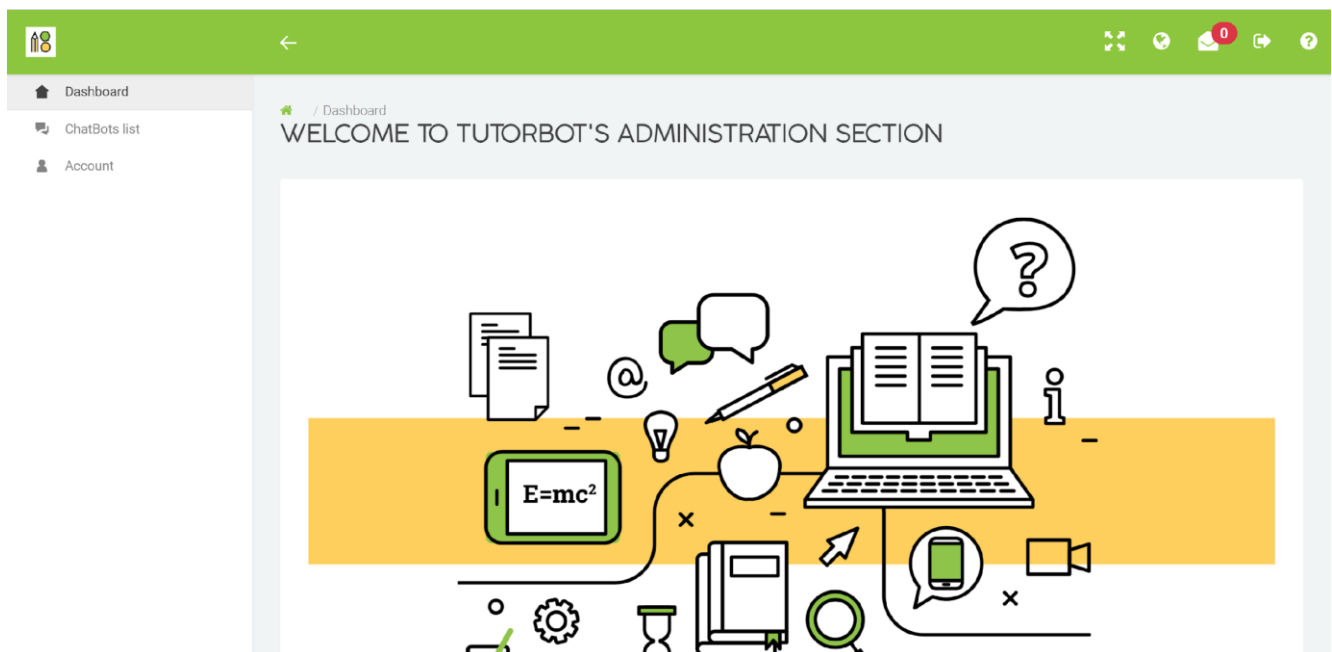 0
Dashboard
ChatBots list
Account
/ Dashboard
WELCOME TO TUTORBOT'S ADMINISTRATION SECTION
?
@
i
E=mc²